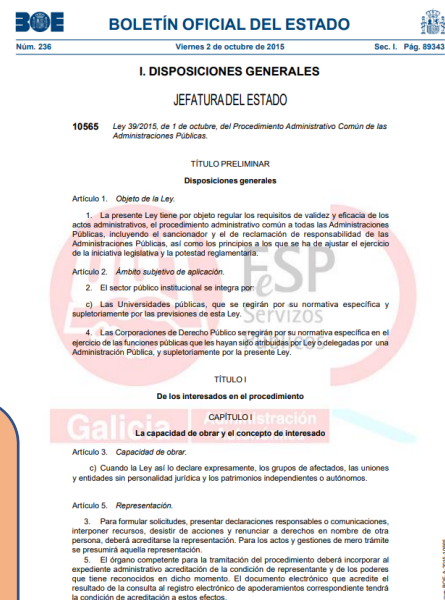 BOE
BOLETÍN OFICIAL DEL ESTADO
Núm. 236 Viernes 2 de octubre de 2015 Sec. I. Pág. 89343
I. DISPOSICIONES GENERALES
JEFATURA DEL ESTADO
10565 Ley 39/2015, de 1 de octubre, del Procedimiento Administrativo Común de las
Administraciones Públicas.
TÍTULO PRELIMINAR
Disposiciones generales
Artículo 1. Objeto de la Ley.
1. La presente Ley tiene por objeto regular los requisitos de validez y eficacia de los
actos administrativos, el procedimiento administrativo común a todas las Administraciones
Públicas, incluyendo el sancionador y el de reclamación de responsabilidad de las
Administraciones Públicas, así como los principios a los que se ha de ajustar el ejercicio
de la iniciativa legislativa y la potestad reglamentaria.
Artículo 2. Ámbito subjetivo de aplicación.
2. El sector público institucional se integra por:
c) Las Universidades públicas, que se regirán por su normativa específica y
supletoriamente por las previsiones de esta Ley.
4. Las Corporaciones de Derecho Público se regirán por su normativa específica en el
ejercicio de las funciones públicas que les hayan sido atribuidas por Ley o delegadas por una
Administración Pública, y supletoriamente por la presente Ley.
FeSP
Servizos
Públicos
TÍTULO I
De los interesados en el procedimiento
CAPÍTULO I
Galicia Administración
La capacidad de obrar y el concepto de interesado
Artículo 3. Capacidad de obrar.
c) Cuando la Ley así lo declare expresamente, los grupos de afectados, las uniones
y entidades sin personalidad jurídica y los patrimonios independientes o autónomos.
Artículo 5. Representación.
3. Para formular solicitudes, presentar declaraciones responsables o comunicaciones,
interponer recursos, desistir de acciones y renunciar a derechos en nombre de otra
persona, deberá acreditarse la representación. Para los actos y gestiones de mero trámite
se presumirá aquella representación.
5. El órgano competente para la tramitación del procedimiento deberá incorporar al
expediente administrativo acreditación de la condición de representante y de los poderes
que tiene reconocidos en dicho momento. El documento electrónico que acredite el
resultado de la consulta al registro electrónico de apoderamientos correspondiente tendrá
la condición de acreditación a estos efectos.